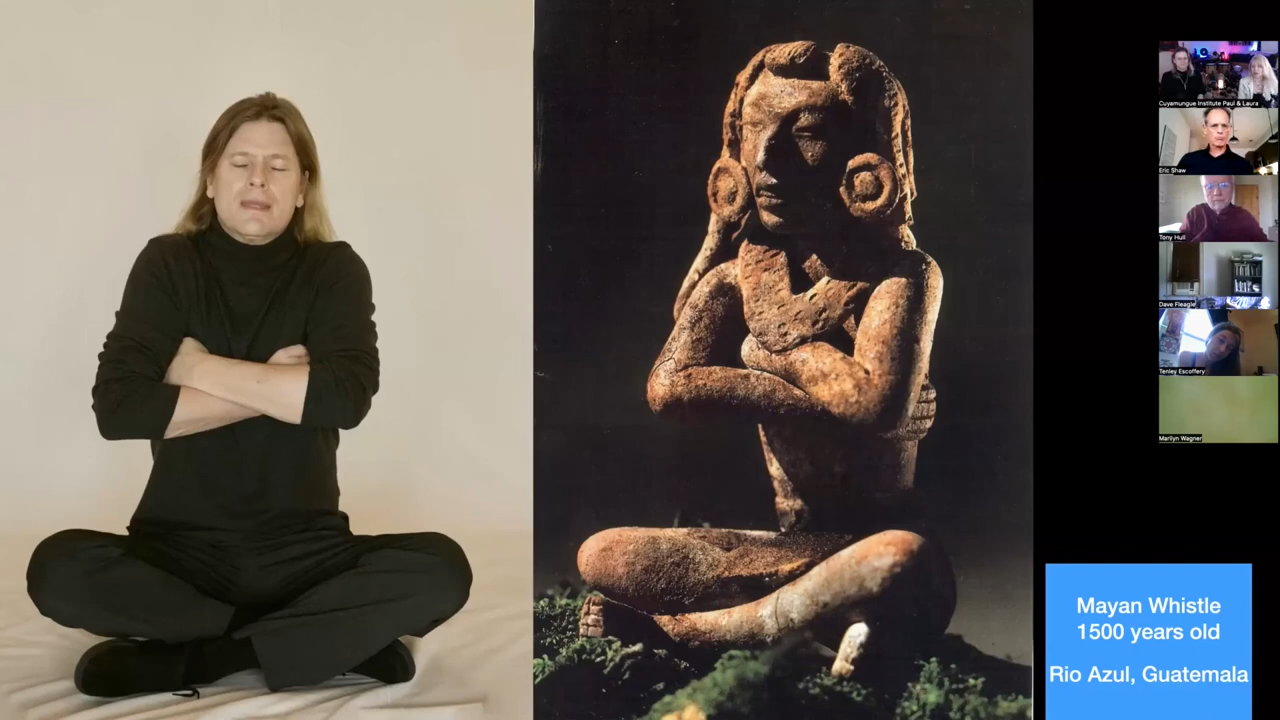 Cuyamungue Institute Paul & Laura
Eric Shaw
Tony Hull
Dave Fleagle
Tenley Escoffery
Marilyn Wagner
Mayan Whistle
1500 years old
Rio Azul, Guatemala